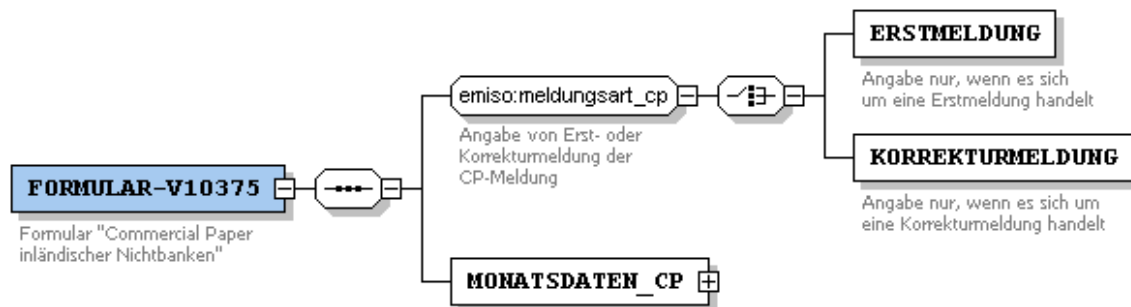 FORMULAR-V10375
Formular "Commercial Paper
inländischer Nichtbanken"
emiso:meldungsart_cp
Angabe von Erst- oder
Korrekturmeldung der
CP-Meldung
ERSTMELDUNG
Angabe nur, wenn es sich
um eine Erstmeldung handelt
KORREKTURMELDUNG
Angabe nur, wenn es sich um
eine Korrekturmeldung handelt
MONATSDATEN_CP